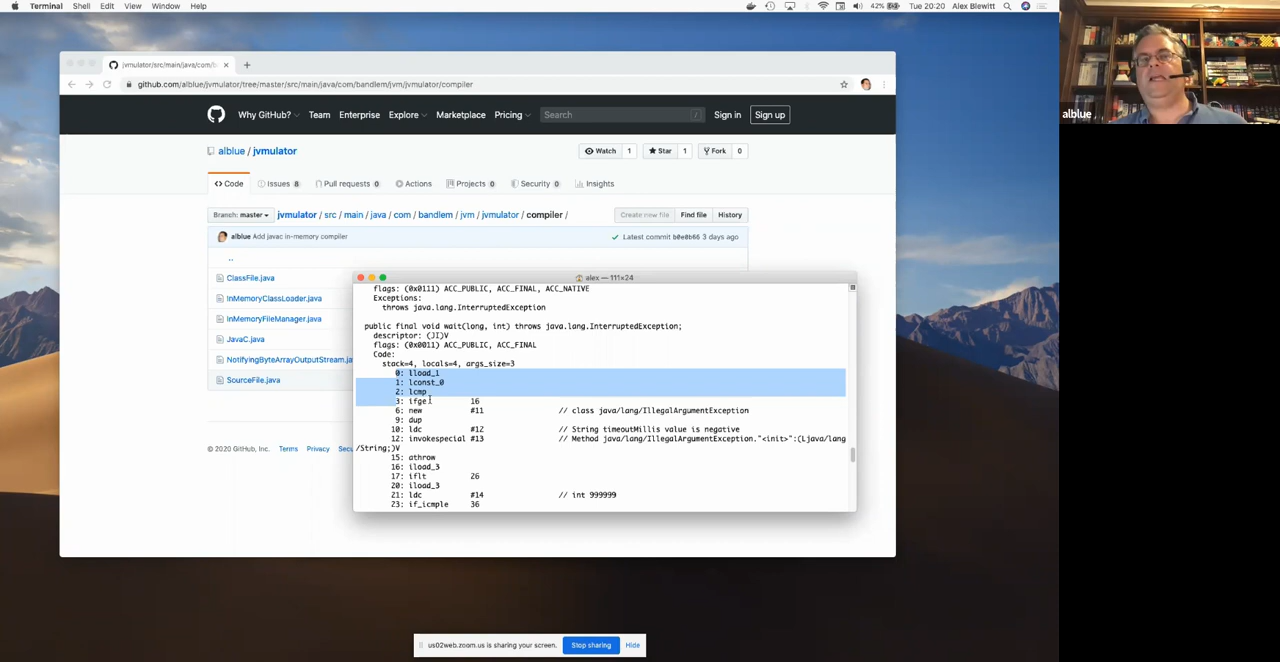 Terminal Shell Edit View Window Help 42% Tue 20:20 Alex Blewitt
jvmulator/src/main/java/com/b
github.com/alblue/jvmulator/tree/master/src/main/java/com/bandlem/jvm/jvmulator/compiler
Why GitHub? Team Enterprise Explore Marketplace Pricing Search / Sign in Sign up
alblue / jvmulator Watch 1 Star 1 Fork 0
Code Issues 8 Pull requests 0 Actions Projects 0 Security 0 Insights
Branch: master jvmulator / src / main / java / com / bandlem / jvm / jvmulator / compiler / Create new file Find file History
alblue Add javac in-memory compiler Latest commit b0e0b66 3 days ago
..
ClassFile.java
InMemoryClassLoader.java
InMemoryFileManager.java
JavaC.java
NotifyingByteArrayOutputStream.ja
SourceFile.java
© 2020 GitHub, Inc. Terms Privacy Secu
alex — 111×24
flags: (0x0111) ACC_PUBLIC, ACC_FINAL, ACC_NATIVE
Exceptions:
throws java.lang.InterruptedException
public final void wait(long, int) throws java.lang.InterruptedException;
descriptor: (JI)V
flags: (0x0011) ACC_PUBLIC, ACC_FINAL
Code:
stack=4, locals=4, args_size=3
0: lload_1
1: lconst_0
2: lcmp
3: ifge 16
6: new #11 // class java/lang/IllegalArgumentException
9: dup
10: ldc #12 // String timeoutMillis value is negative
12: invokespecial #13 // Method java/lang/IllegalArgumentException."<init>":(Ljava/lang
/String;)V
15: athrow
16: iload_3
17: iflt 26
20: iload_3
21: ldc #14 // int 999999
23: if_icmple 36
us02web.zoom.us is sharing your screen. Stop sharing Hide
alblue